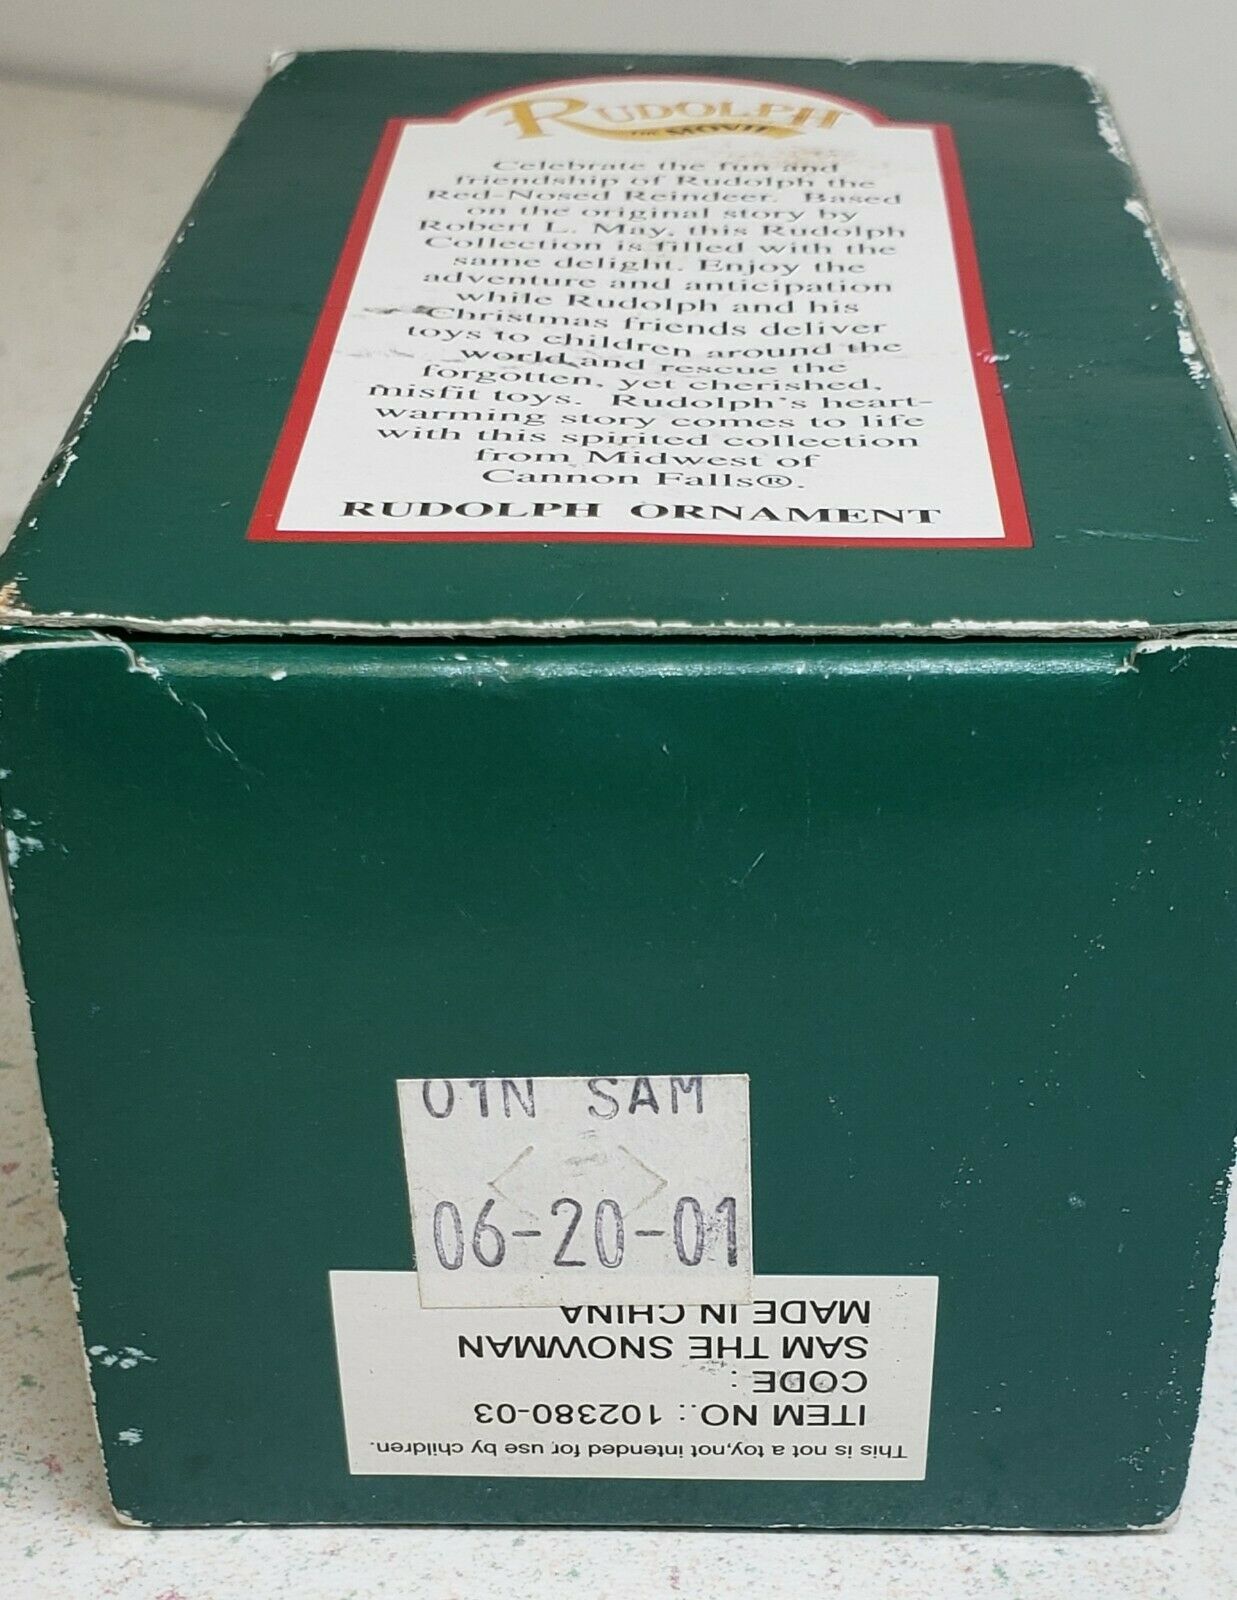 RUDOLPH
THE MOVIE
Celebrate the fun and
friendship of Rudolph the
Red-Nosed Reindeer. Based
on the original story by
Robert L. May, this Rudolph
Collection is filled with the
same delight. Enjoy the
adventure and anticipation
while Rudolph and his
Christmas friends deliver
toys to children around the
world and rescue the
forgotten, yet cherished,
misfit toys. Rudolph's heart-
warming story comes to life
with this spirited collection
from Midwest of
Cannon Falls®.
RUDOLPH ORNAMENT
01N SAM
06-20-01
This is not a toy,not intended for use by children.
ITEM NO.: 102380-03
CODE :
SAM THE SNOWMAN
MADE IN CHINA